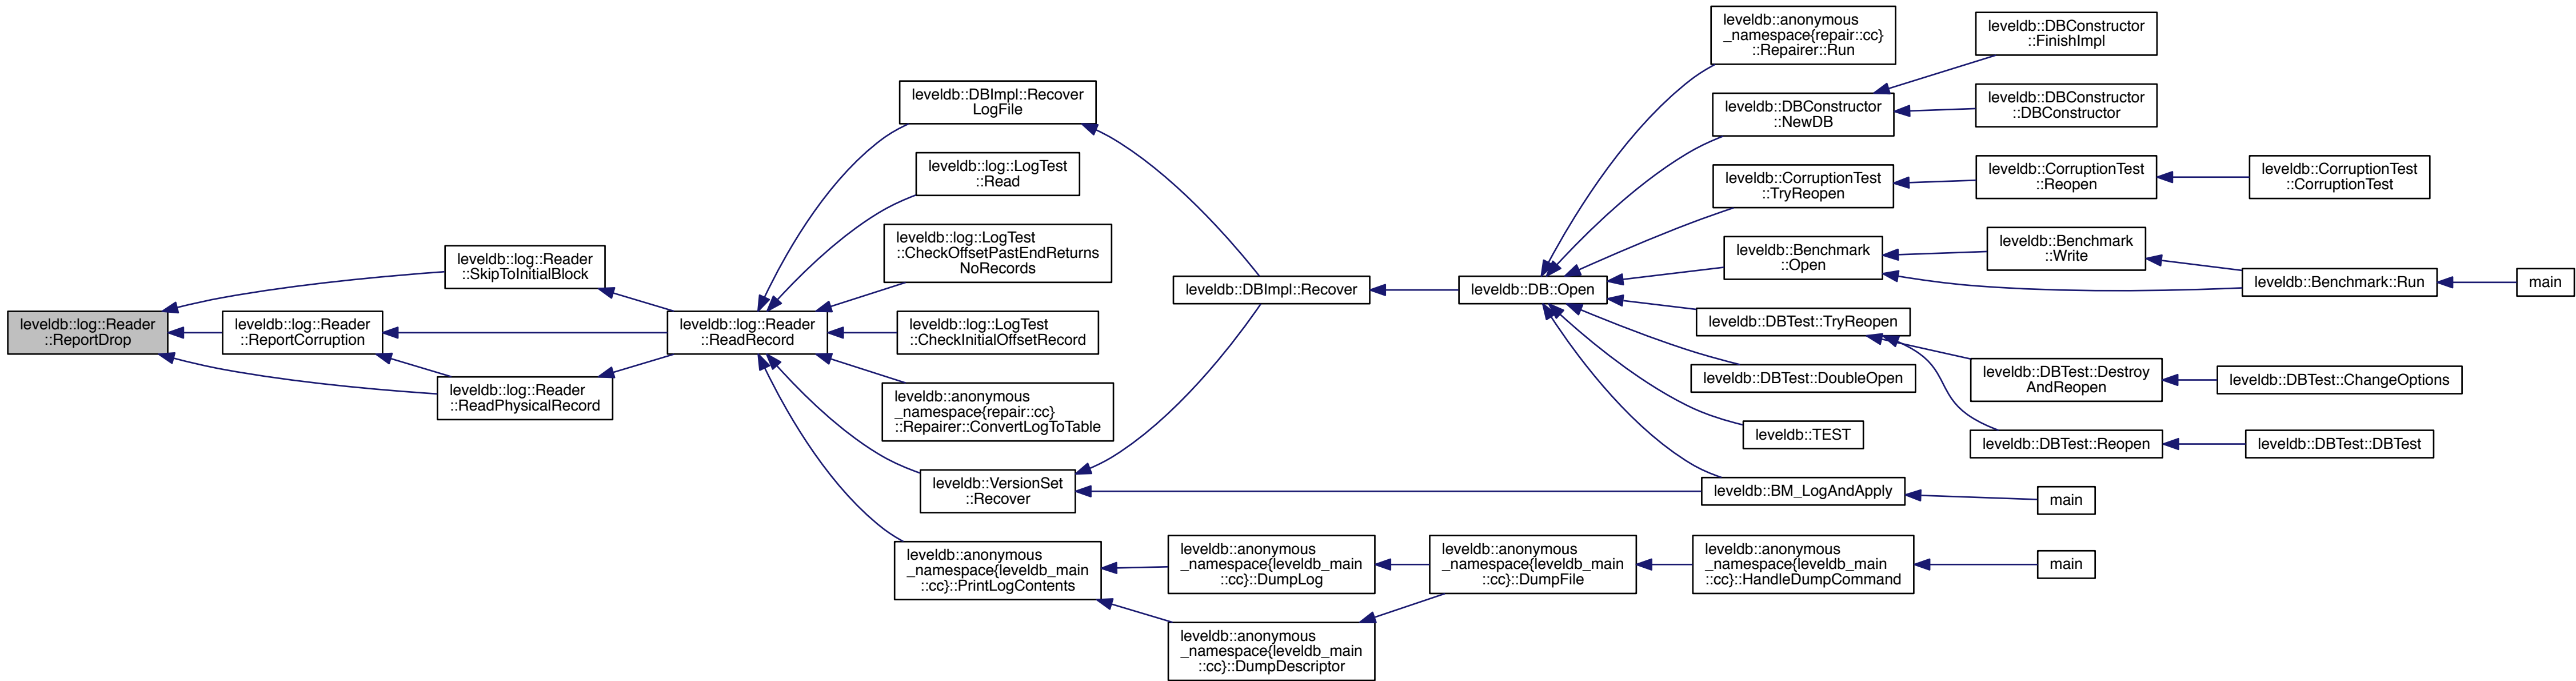 leveldb::log::Reader
::ReportDrop
leveldb::log::Reader
::SkipToInitialBlock
leveldb::log::Reader
::ReportCorruption
leveldb::log::Reader
::ReadPhysicalRecord
leveldb::log::Reader
::ReadRecord
leveldb::DBImpl::Recover
LogFile
leveldb::log::LogTest
::Read
leveldb::log::LogTest
::CheckOffsetPastEndReturns
NoRecords
leveldb::log::LogTest
::CheckInitialOffsetRecord
leveldb::anonymous
_namespace{repair::cc}
::Repairer::ConvertLogToTable
leveldb::VersionSet
::Recover
leveldb::anonymous
_namespace{leveldb_main
::cc}::PrintLogContents
leveldb::DBImpl::Recover
leveldb::anonymous
_namespace{leveldb_main
::cc}::DumpLog
leveldb::anonymous
_namespace{leveldb_main
::cc}::DumpDescriptor
leveldb::DB::Open
leveldb::anonymous
_namespace{leveldb_main
::cc}::DumpFile
leveldb::anonymous
_namespace{repair::cc}
::Repairer::Run
leveldb::DBConstructor
::NewDB
leveldb::CorruptionTest
::TryReopen
leveldb::Benchmark
::Open
leveldb::DBTest::TryReopen
leveldb::DBTest::DoubleOpen
leveldb::TEST
leveldb::BM_LogAndApply
leveldb::anonymous
_namespace{leveldb_main
::cc}::HandleDumpCommand
leveldb::DBConstructor
::FinishImpl
leveldb::DBConstructor
::DBConstructor
leveldb::CorruptionTest
::Reopen
leveldb::Benchmark
::Write
leveldb::DBTest::Destroy
AndReopen
leveldb::DBTest::Reopen
main
main
leveldb::CorruptionTest
::CorruptionTest
leveldb::Benchmark::Run
leveldb::DBTest::ChangeOptions
leveldb::DBTest::DBTest
main